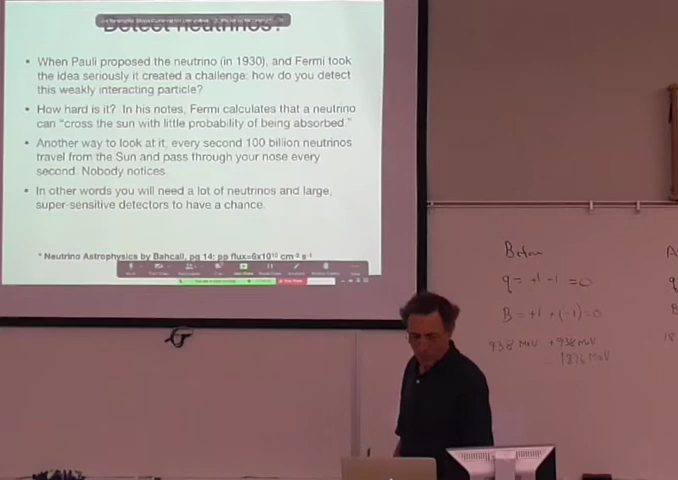 Detect neutrinos?
• When Pauli proposed the neutrino (in 1930), and Fermi took
the idea seriously it created a challenge: how do you detect
this weakly interacting particle?
• How hard is it? In his notes, Fermi calculates that a neutrino
can “cross the sun with little probability of being absorbed.”
• Another way to look at it, every second 100 billion neutrinos
travel from the Sun and pass through your nose every
second. Nobody notices.
• In other words you will need a lot of neutrinos and large,
super-sensitive detectors to have a chance.
* Neutrino Astrophysics by Bahcall, pg 14: pp flux=6x10¹⁰ cm⁻² s⁻¹
Before
q = +1 -1 = 0
B = +1 + (-1) = 0
938 MeV + 938 MeV
1876 MeV